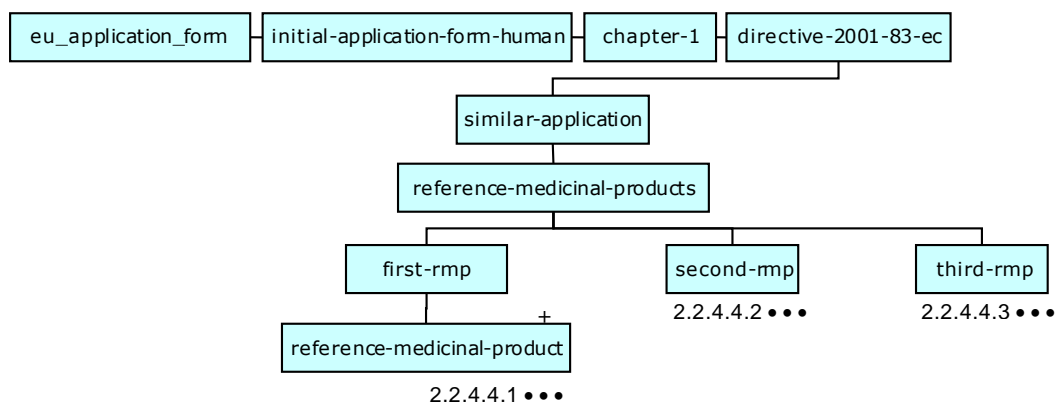 eu_application_form
initial-application-form-human
chapter-1
directive-2001-83-ec
similar-application
reference-medicinal-products
first-rmp
second-rmp
third-rmp
2.2.4.4.2 •••
2.2.4.4.3 •••
+
reference-medicinal-product
2.2.4.4.1 •••